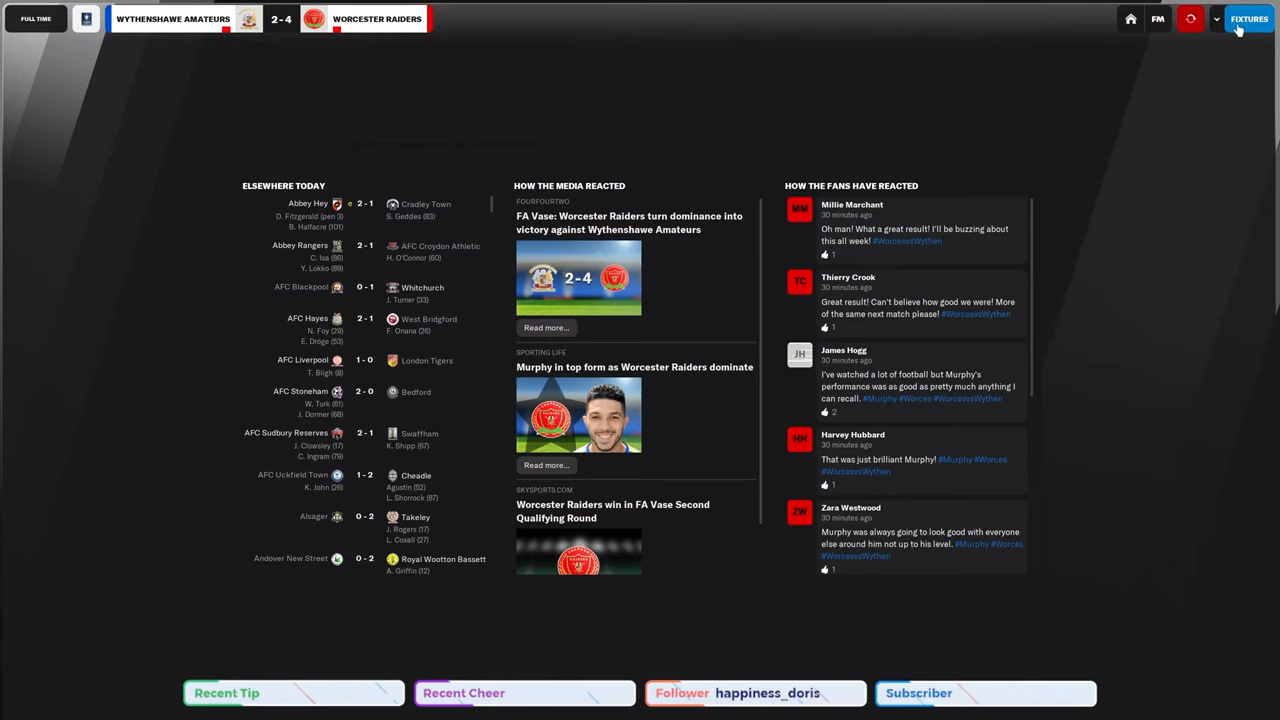 FULL TIME
WYTHENSHAWE AMATEURS 2-4 WORCESTER RAIDERS
FM
FIXTURES
ELSEWHERE TODAY
Abbey Hey e 2-1 Cradley Town
D. Fitzgerald (pen 3) S. Geddes (83)
B. Halfacre (101)
Abbey Rangers 2-1 AFC Croydon Athletic
C. Isa (86) H. O'Connor (60)
Y. Lokko (89)
AFC Blackpool 0-1 Whitchurch
J. Turner (33)
AFC Hayes 2-1 West Bridgford
N. Foy (29) F. Onana (26)
E. Dröge (53)
AFC Liverpool 1-0 London Tigers
T. Bligh (8)
AFC Stoneham 2-0 Bedford
W. Turk (61)
J. Dormer (68)
AFC Sudbury Reserves 2-1 Swaffham
J. Clowsley (17) K. Shipp (67)
C. Ingram (79)
AFC Uckfield Town 1-2 Cheadle
K. John (26) Agustin (52)
L. Shorrock (87)
Alsager 0-2 Takeley
J. Rogers (17)
L. Coxall (27)
Andover New Street 0-2 Royal Wootton Bassett
A. Griffin (12)
HOW THE MEDIA REACTED
FOURFOURTWO
FA Vase: Worcester Raiders turn dominance into
victory against Wythenshawe Amateurs
2-4
Read more...
SPORTING LIFE
Murphy in top form as Worcester Raiders dominate
Read more...
SKYSPORTS.COM
Worcester Raiders win in FA Vase Second
Qualifying Round
HOW THE FANS HAVE REACTED
MM Millie Marchant
30 minutes ago
Oh man! What a great result! I'll be buzzing about
this all week! #WorcesvsWythen
1
TC Thierry Crook
30 minutes ago
Great result! Can't believe how good we were! More
of the same next match please! #WorcesvsWythen
1
JH James Hogg
30 minutes ago
I've watched a lot of football but Murphy's
performance was as good as pretty much anything I
can recall. #Murphy #Worces #WorcesvsWythen
2
HH Harvey Hubbard
30 minutes ago
That was just brilliant Murphy! #Murphy #Worces
#WorcesvsWythen
1
ZW Zara Westwood
30 minutes ago
Murphy was always going to look good with everyone
else around him not up to his level. #Murphy #Worces
#WorcesvsWythen
1
Recent Tip
Recent Cheer
Follower happiness_doris
Subscriber